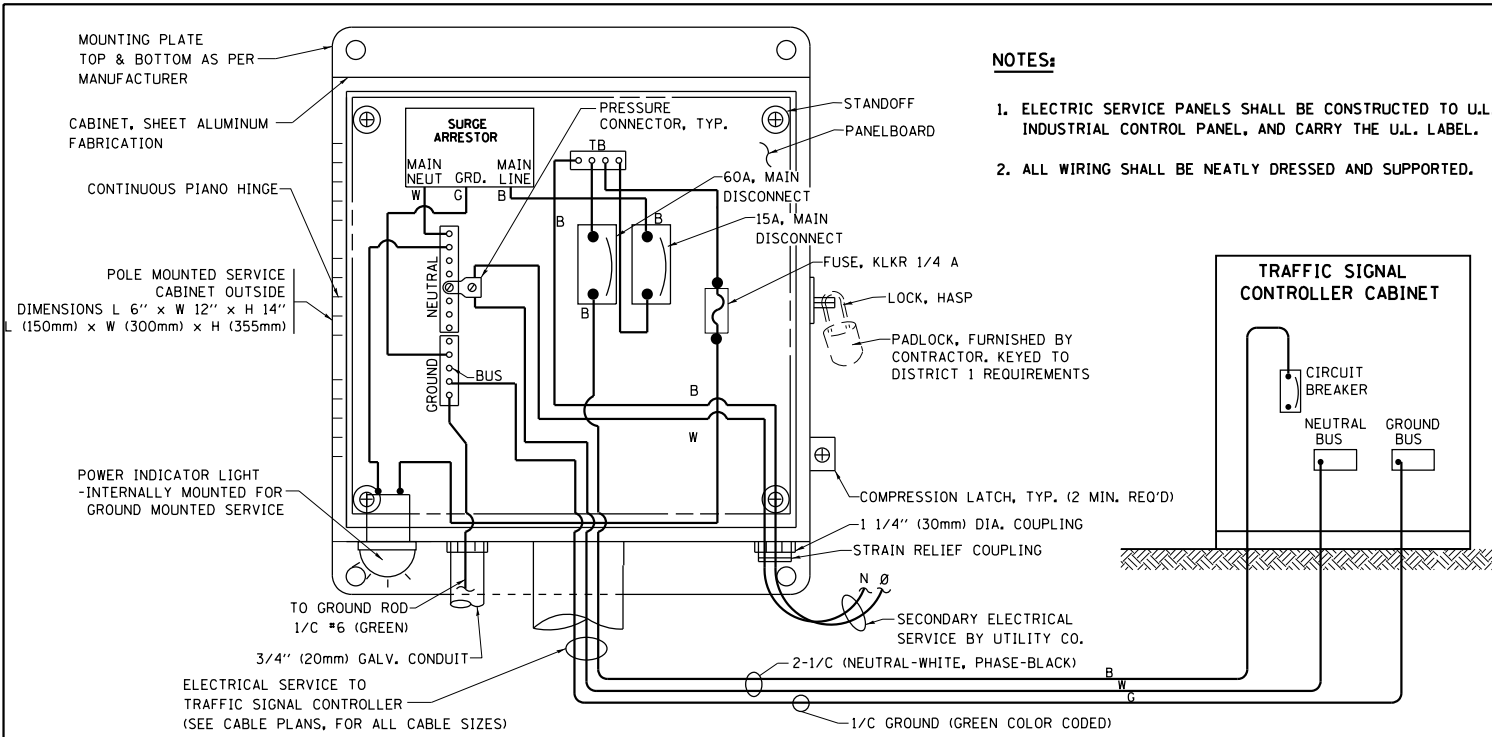 MOUNTING PLATE
TOP & BOTTOM AS PER
MANUFACTURER
CABINET, SHEET ALUMINUM
FABRICATION
CONTINUOUS PIANO HINGE
POLE MOUNTED SERVICE
CABINET OUTSIDE
DIMENSIONS L 6" x W 12" x H 14"
L (150mm) x W (300mm) x H (355mm)
POWER INDICATOR LIGHT
-INTERNALLY MOUNTED FOR
GROUND MOUNTED SERVICE
SURGE
ARRESTOR
MAIN
NEUT
GRD.
MAIN
LINE
W
G
B
PRESSURE
CONNECTOR, TYP.
TB
STANDOFF
PANELBOARD
60A, MAIN
DISCONNECT
15A, MAIN
DISCONNECT
FUSE, KLKR 1/4 A
B
B
B
NEUTRAL
GROUND
BUS
LOCK, HASP
PADLOCK, FURNISHED BY
CONTRACTOR. KEYED TO
DISTRICT 1 REQUIREMENTS
B
W
COMPRESSION LATCH, TYP. (2 MIN. REQ'D)
1 1/4" (30mm) DIA. COUPLING
STRAIN RELIEF COUPLING
N Ø
SECONDARY ELECTRICAL
SERVICE BY UTILITY CO.
TO GROUND ROD
1/C #6 (GREEN)
3/4" (20mm) GALV. CONDUIT
ELECTRICAL SERVICE TO
TRAFFIC SIGNAL CONTROLLER
(SEE CABLE PLANS, FOR ALL CABLE SIZES)
2-1/C (NEUTRAL-WHITE, PHASE-BLACK)
B
W
G
1/C GROUND (GREEN COLOR CODED)
NOTES:
1. ELECTRIC SERVICE PANELS SHALL BE CONSTRUCTED TO U.L
INDUSTRIAL CONTROL PANEL, AND CARRY THE U.L. LABEL.
2. ALL WIRING SHALL BE NEATLY DRESSED AND SUPPORTED.
TRAFFIC SIGNAL
CONTROLLER CABINET
CIRCUIT
BREAKER
NEUTRAL
BUS
GROUND
BUS